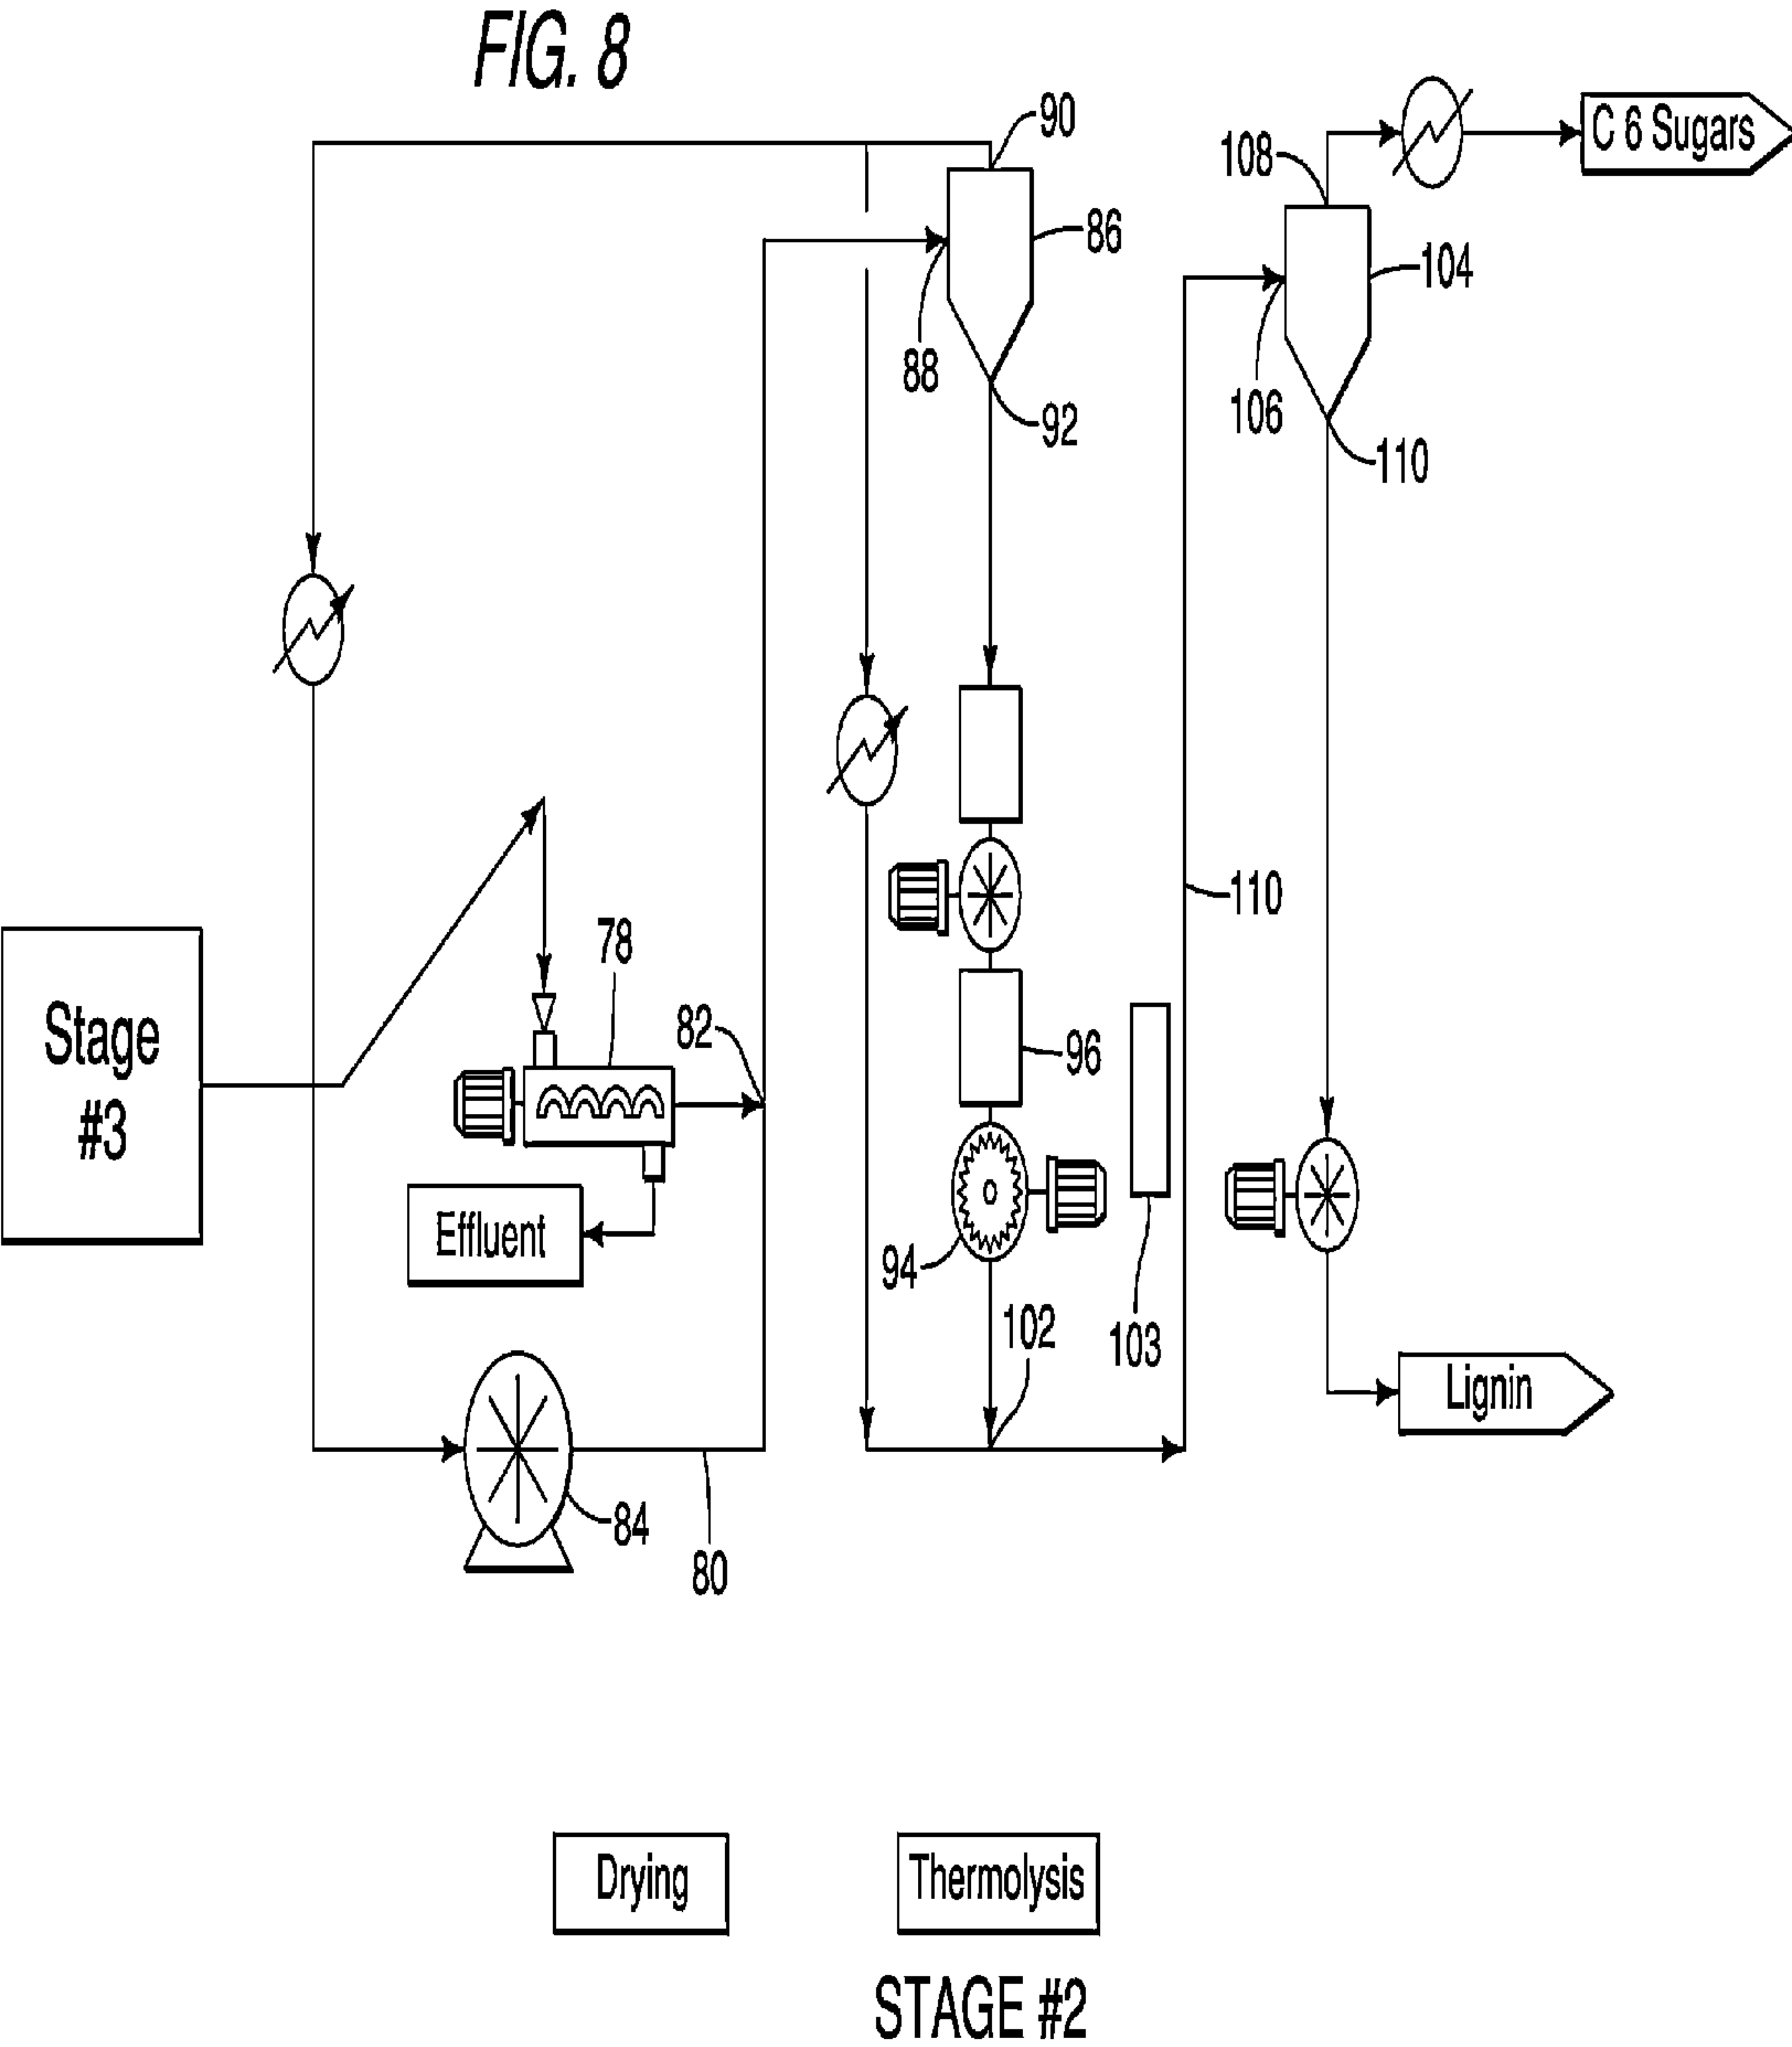 FIG. 8
90
108
C 6 Sugars
86
104
88
106
92
110
110
78
82
Stage
#3
96
Effluent
94
102
103
Lignin
84
80
Drying
Thermolysis
STAGE #2